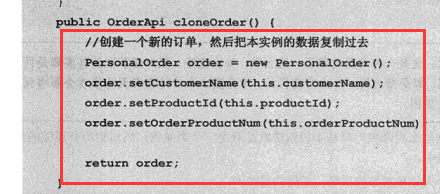 }
public OrderApi cloneOrder() {
//创建一个新的订单，然后把本实例的数据复制过去
PersonalOrder order = new PersonalOrder();
order.setCustomerName(this.customerName);
order.setProductId(this.productId);
order.setOrderProductNum(this.orderProductNum)
return order;
}